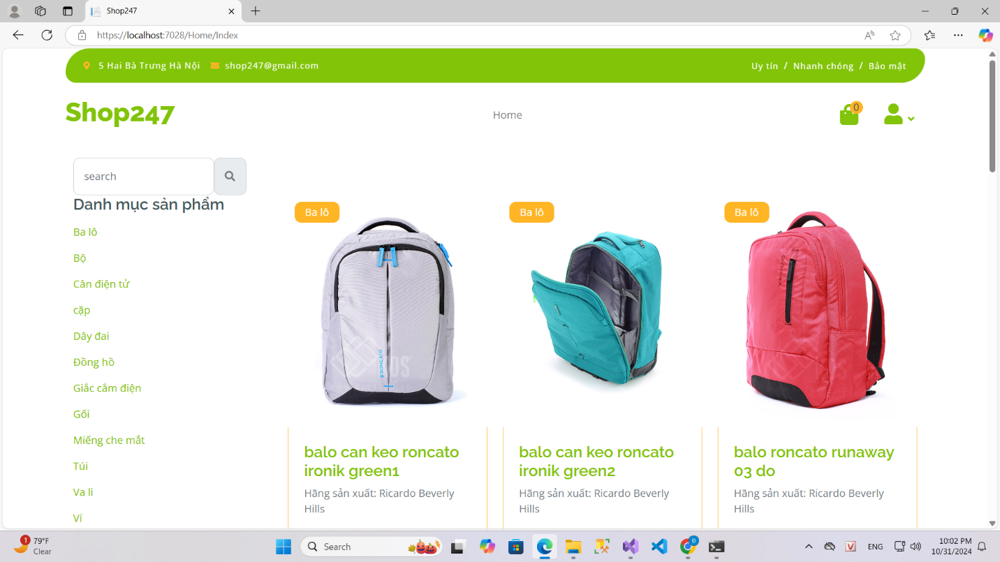 Shop247
https://localhost:7028/Home/Index
5 Hai Bà Trưng Hà Nội shop247@gmail.com
Uy tín / Nhanh chóng / Bảo mật
Shop247
Home
0
search
Danh mục sản phẩm
Ba lô
Bộ
Cân điện tử
cặp
Dây đai
Đồng hồ
Giắc cắm điện
Gối
Miếng che mắt
Túi
Va li
Ví
Ba lô
Ba lô
Ba lô
RONCATO
balo can keo roncato
ironik green1
Hãng sản xuất: Ricardo Beverly
Hills
balo can keo roncato
ironik green2
Hãng sản xuất: Ricardo Beverly
Hills
balo roncato runaway
03 do
Hãng sản xuất: Ricardo Beverly
Hills
1
79°F
Clear
Search
Đ
V
ENG
10:02 PM
10/31/2024